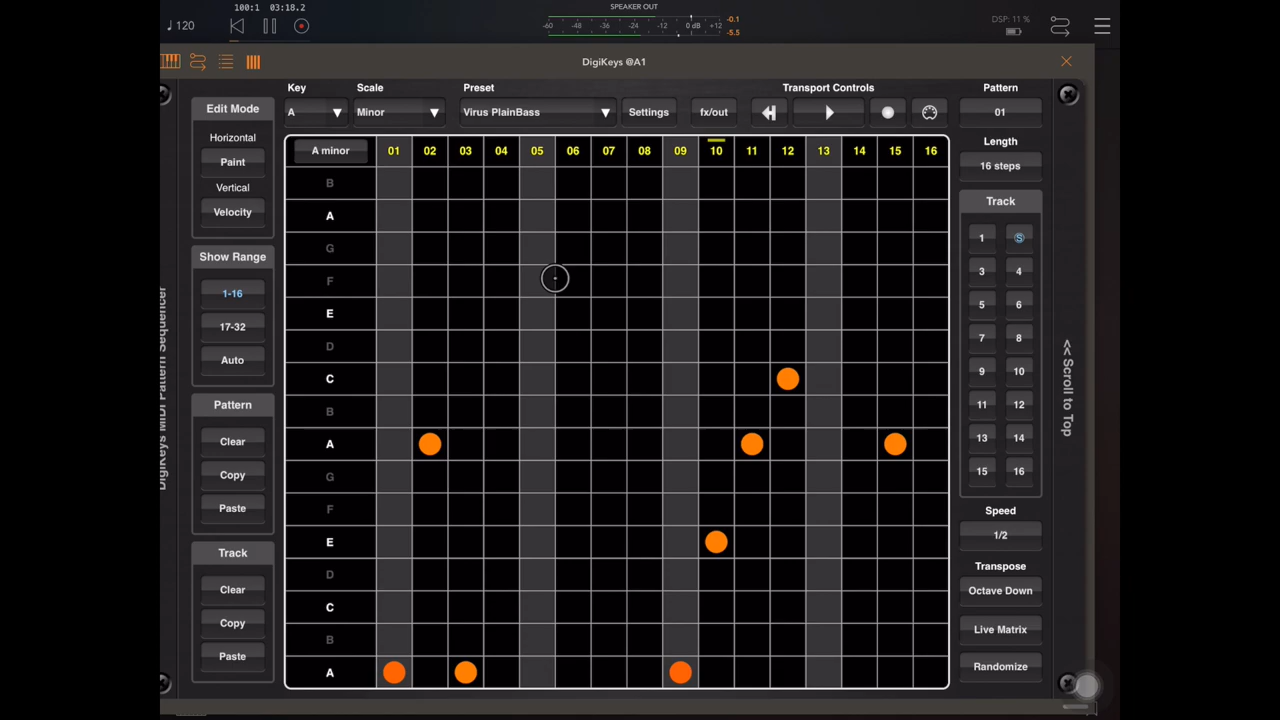 SPEAKER OUT
100:1 03:18.2
♩ 120
-60 -48 -36 -24 -12 0 dB +12
-0.1
-5.5
DSP: 11 %
DigiKeys @A1
Key
Scale
Preset
Transport Controls
Pattern
A
Minor
Virus PlainBass
Settings
fx/out
01
Length
16 steps
Edit Mode
Horizontal
Paint
Vertical
Velocity
Show Range
1-16
17-32
Auto
Pattern
Clear
Copy
Paste
Track
Clear
Copy
Paste
A minor 01 02 03 04 05 06 07 08 09 10 11 12 13 14 15 16
B
A
G
F
E
D
C
B
A
G
F
E
D
C
B
A
Track
1 S
3 4
5 6
7 8
9 10
11 12
13 14
15 16
Speed
1/2
Transpose
Octave Down
Live Matrix
Randomize
<< Scroll to Top
DigiKeys MIDI Pattern Sequencer